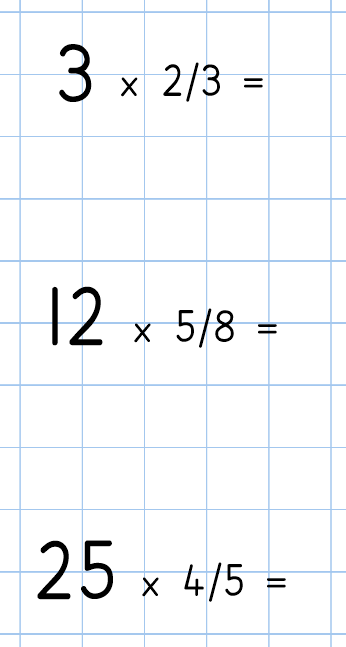 3 x 2/3 =
12 x 5/8 =
25 x 4/5 =